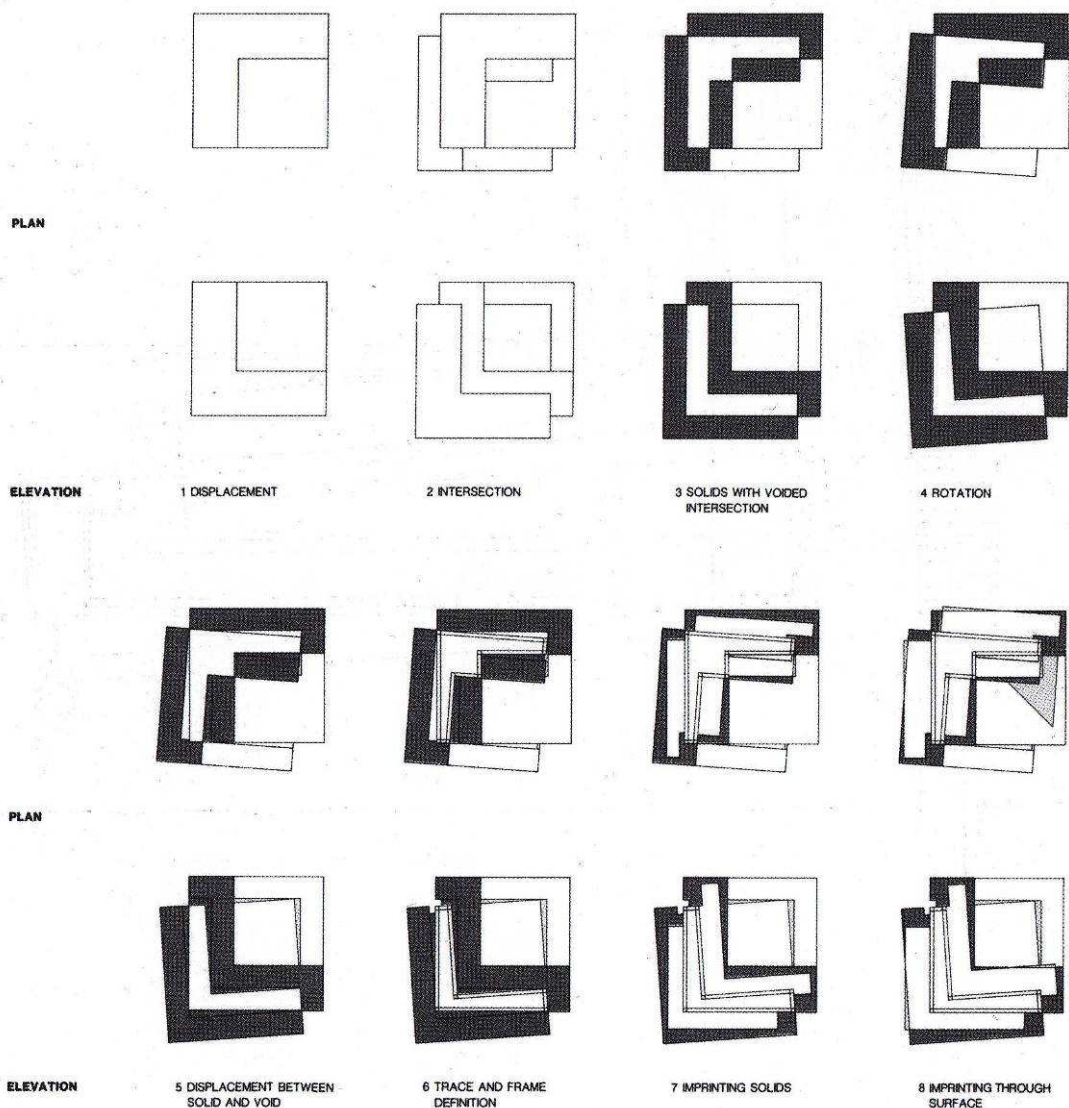 PLAN
ELEVATION
1 DISPLACEMENT
2 INTERSECTION
3 SOLIDS WITH VOIDED
INTERSECTION
4 ROTATION
PLAN
ELEVATION
5 DISPLACEMENT BETWEEN
SOLID AND VOID
6 TRACE AND FRAME
DEFINITION
7 IMPRINTING SOLIDS
8 IMPRINTING THROUGH
SURFACE